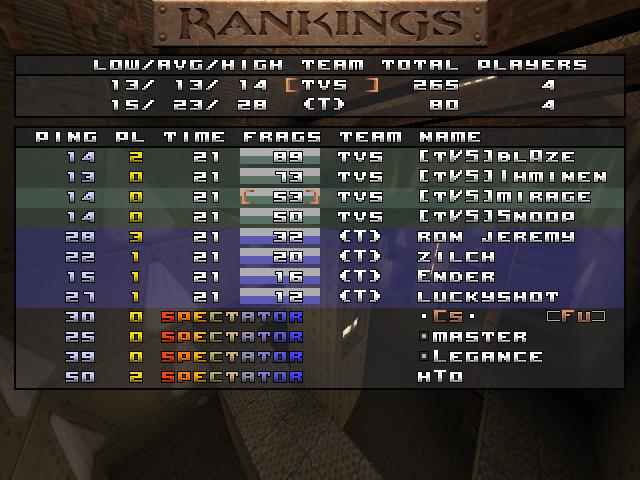 RANKINGS
LOW/AVG/HIGH TEAM TOTAL PLAYERS
13/ 13/ 14 [TVS ] 265 4
15/ 23/ 28 (T) 80 4
PING PL TIME FRAGS TEAM NAME
14 2 21 89 TVS [TVS]BLAZE
13 0 21 73 TVS [TVS]IHMINEN
14 0 21 [ 53] TVS [TVS]MIRAGE
14 0 21 50 TVS [TVS]SNOOP
28 3 21 32 (T) RON JEREMY
22 1 21 20 (T) ZILCH
15 1 21 16 (T) ENDER
27 1 21 12 (T) LUCKYSHOT
30 0 SPECTATOR ·CS· [FU]
25 0 SPECTATOR ·MASTER
39 0 SPECTATOR ·LEGANCE
50 2 SPECTATOR HTO